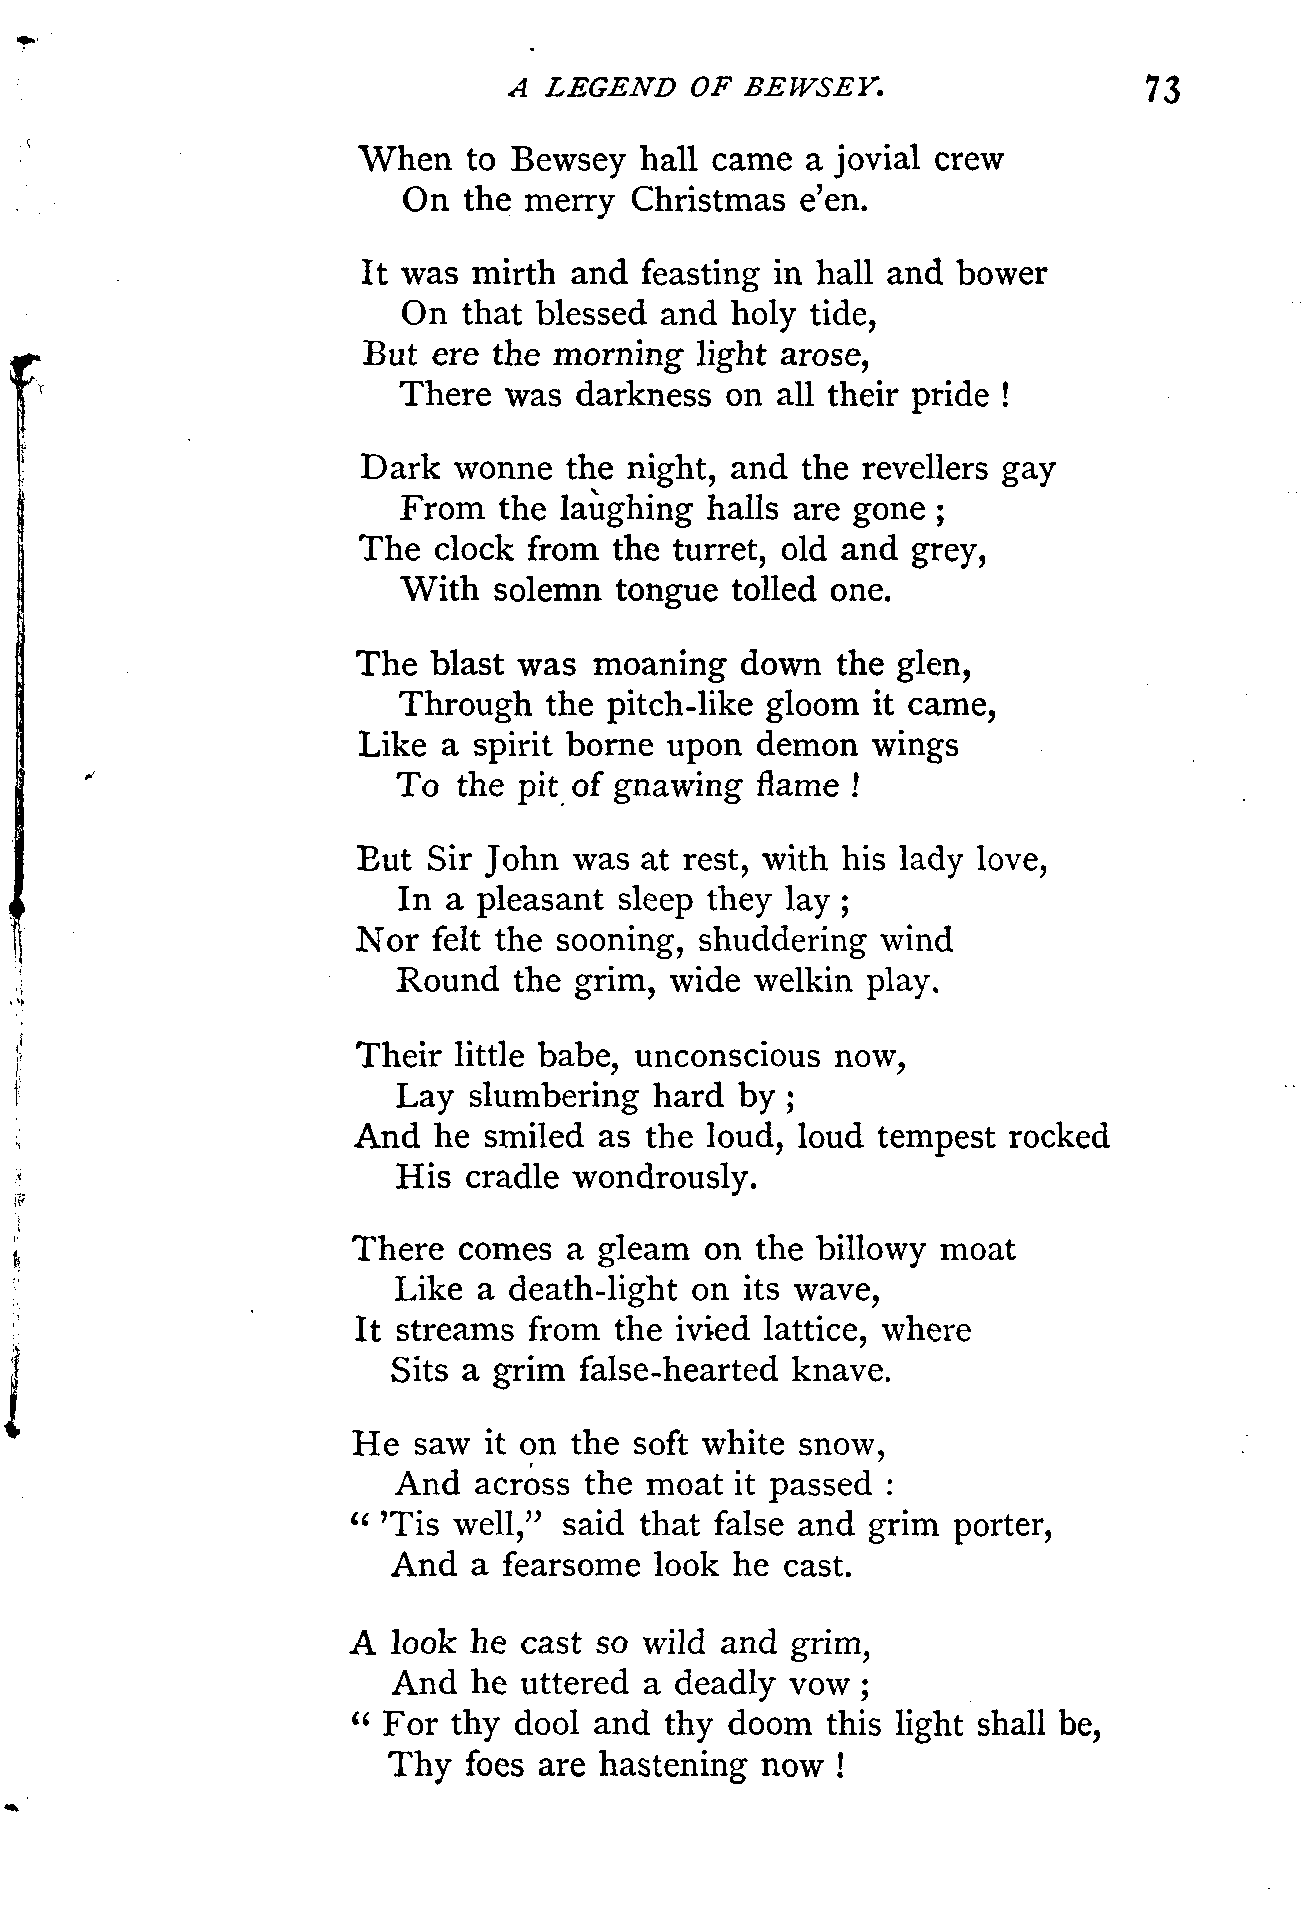 A LEGEND OF BEWSEY. 73
When to Bewsey hall came a jovial crew
On the merry Christmas e'en.
It was mirth and feasting in hall and bower
On that blessed and holy tide,
But ere the morning light arose,
There was darkness on all their pride !
Dark wonne the night, and the revellers gay
From the laughing halls are gone ;
The clock from the turret, old and grey,
With solemn tongue tolled one.
The blast was moaning down the glen,
Through the pitch-like gloom it came,
Like a spirit borne upon demon wings
To the pit of gnawing flame !
But Sir John was at rest, with his lady love,
In a pleasant sleep they lay ;
Nor felt the sooning, shuddering wind
Round the grim, wide welkin play.
Their little babe, unconscious now,
Lay slumbering hard by ;
And he smiled as the loud, loud tempest rocked
His cradle wondrously.
There comes a gleam on the billowy moat
Like a death-light on its wave,
It streams from the ivied lattice, where
Sits a grim false-hearted knave.
He saw it on the soft white snow,
And across the moat it passed :
" 'Tis well," said that false and grim porter,
And a fearsome look he cast.
A look he cast so wild and grim,
And he uttered a deadly vow ;
" For thy dool and thy doom this light shall be,
Thy foes are hastening now !